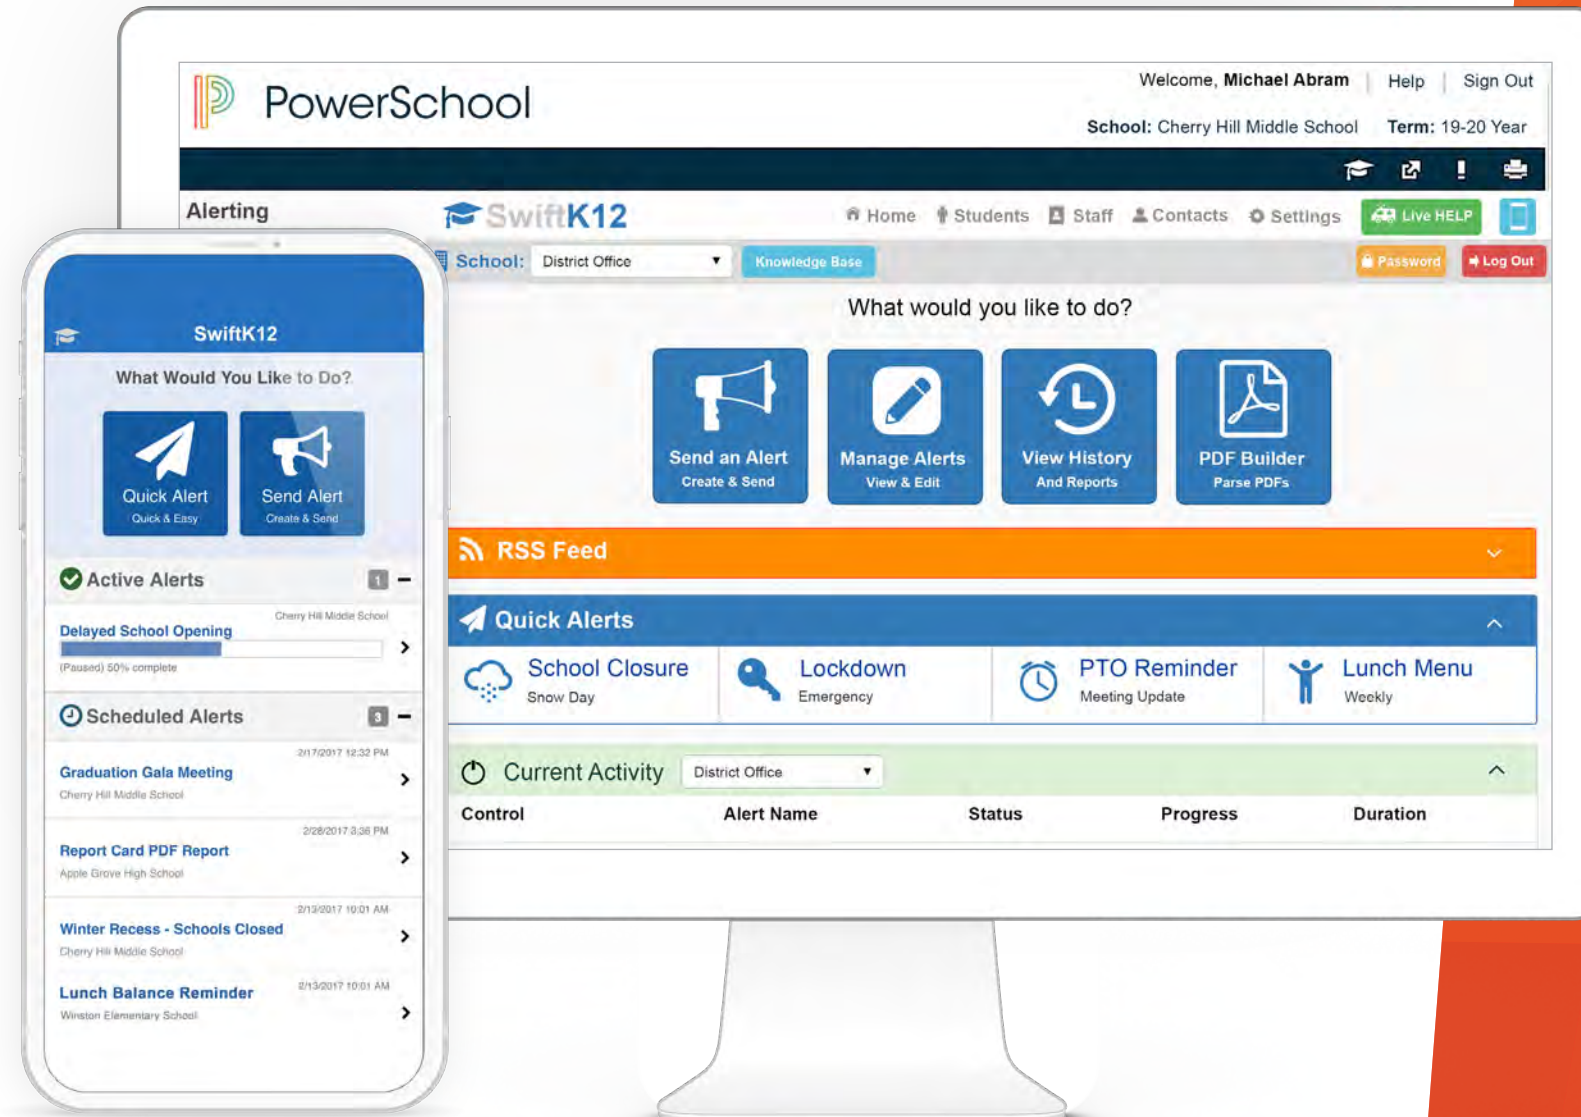 PowerSchool
Welcome, Michael Abram | Help | Sign Out
School: Cherry Hill Middle School Term: 19-20 Year
Alerting
SwiftK12
Home Students Staff Contacts Settings Live HELP
School: District Office Knowledge Base Password Log Out
What would you like to do?
Send an Alert
Create & Send
Manage Alerts
View & Edit
View History
And Reports
PDF Builder
Parse PDFs
RSS Feed
Quick Alerts
School Closure
Snow Day
Lockdown
Emergency
PTO Reminder
Meeting Update
Lunch Menu
Weekly
Current Activity District Office
Control Alert Name Status Progress Duration
SwiftK12
What Would You Like to Do?
Quick Alert
Quick & Easy
Send Alert
Create & Send
Active Alerts 1
Cherry Hill Middle School
Delayed School Opening
(Paused) 50% complete
Scheduled Alerts 3
2/17/2017 12:32 PM
Graduation Gala Meeting
Cherry Hill Middle School
2/28/2017 3:36 PM
Report Card PDF Report
Apple Grove High School
2/13/2017 10:01 AM
Winter Recess - Schools Closed
Cherry Hill Middle School
2/13/2017 10:01 AM
Lunch Balance Reminder
Winston Elementary School